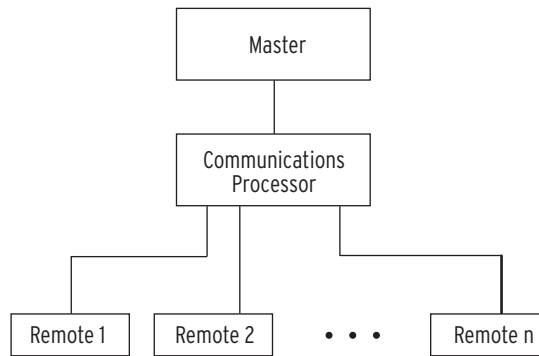 Master
Communications
Processor
Remote 1
Remote 2
• • •
Remote n